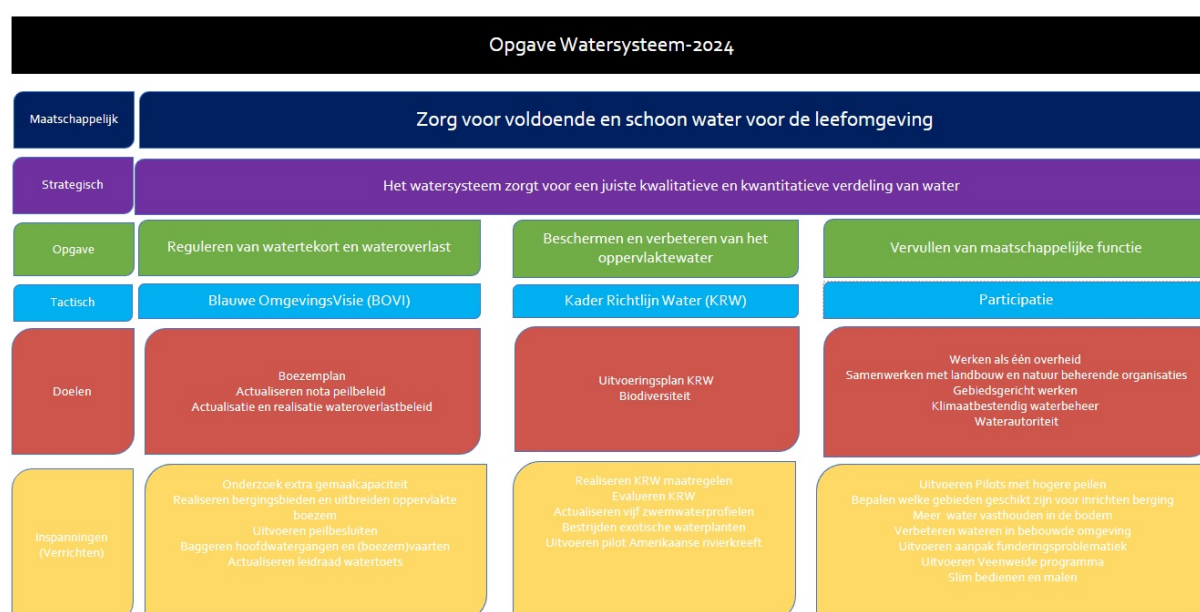 Opgave Watersysteem-2024
Maatschappelijk
Zorg voor voldoende en schoon water voor de leefomgeving
Strategisch
Het watersysteem zorgt voor een juiste kwalitatieve en kwantitatieve verdeling van water
Opgave
Reguleren van watertekort en wateroverlast
Beschermen en verbeteren van het
oppervlaktewater
Vervullen van maatschappelijke functie
Tactisch
Blauwe OmgevingsVisie (BOVI)
Kader Richtlijn Water (KRW)
Participatie
Doelen
Boezemplan
Actualiseren nota peilbeleid
Actualisatie en realisatie wateroverlastbeleid
Uitvoeringsplan KRW
Biodiversiteit
Werken als één overheid
Samenwerken met landbouw en natuur beherende organisaties
Gebiedsgericht werken
Klimaatbestendig waterbeheer
Waterautoriteit
Inspanningen
(Verrichten)
Onderzoek extra gemaalcapaciteit
Realiseren bergingsbieden en uitbreiden oppervlakte
boezem
Uitvoeren peilbesluiten
Baggeren hoofdwatergangen en (boezem)vaarten
Actualiseren leidraad watertoets
Realiseren KRW maatregelen
Evalueren KRW
Actualiseren vijf zwemwaterprofielen
Bestrijden exotische waterplanten
Uitvoeren pilot Amerikaanse rivierkreeft
Uitvoeren Pilots met hogere peilen
Bepalen welke gebieden geschikt zijn voor inrichten berging
Meer water vasthouden in de bodem
Verbeteren wateren in bebouwde omgeving
Uitvoeren aanpak funderingsproblematiek
Uitvoeren Veenweide programma
Slim bedienen en malen